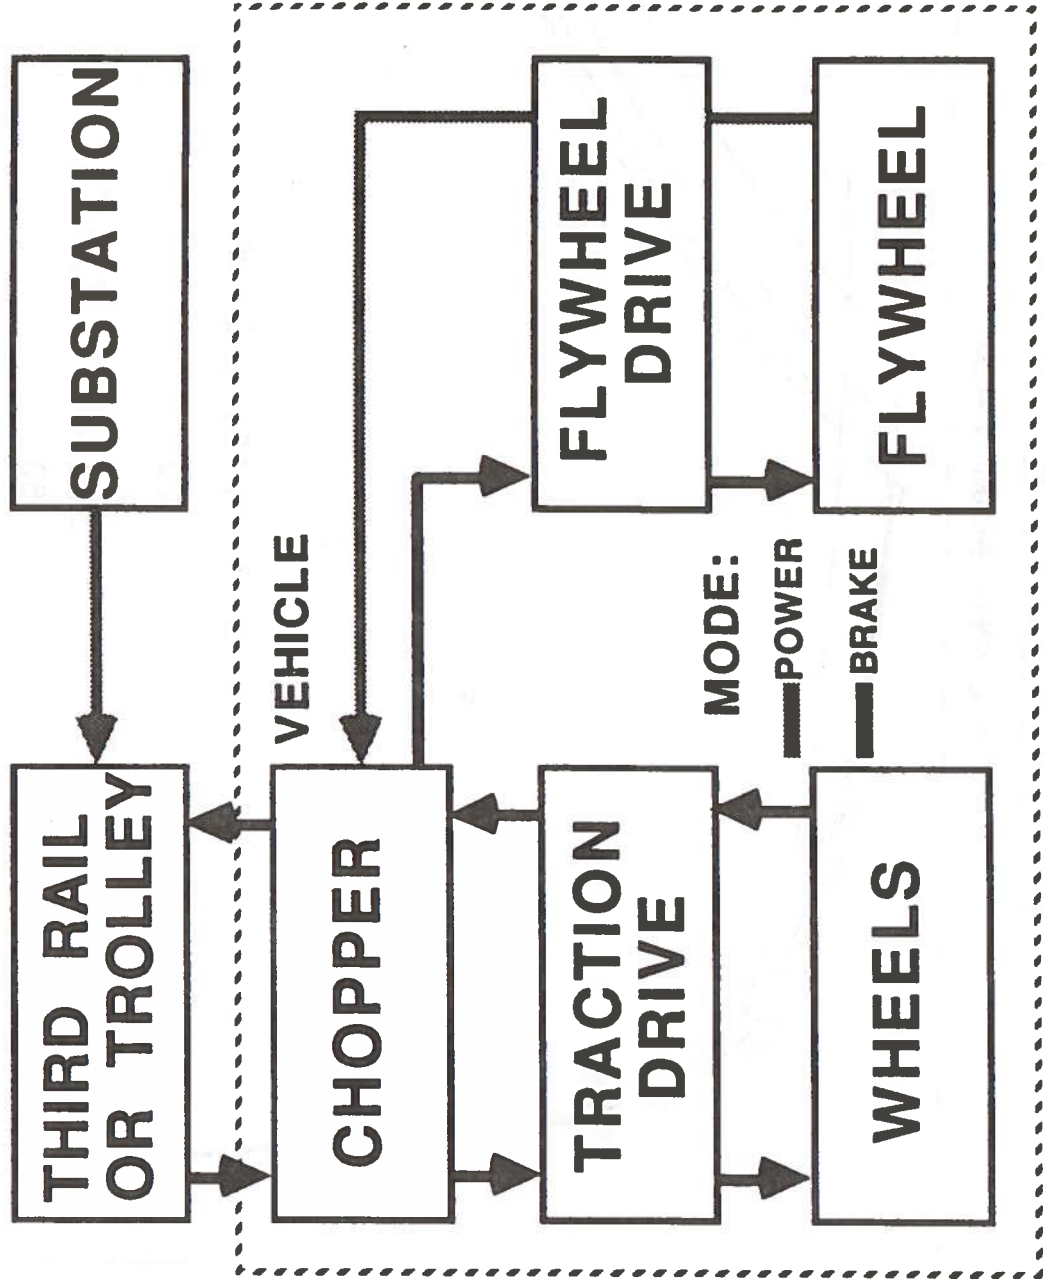 SUBSTATION
THIRD RAIL
OR TROLLEY
VEHICLE
CHOPPER
FLYWHEEL
DRIVE
TRACTION
DRIVE
MODE:
POWER
BRAKE
FLYWHEEL
WHEELS